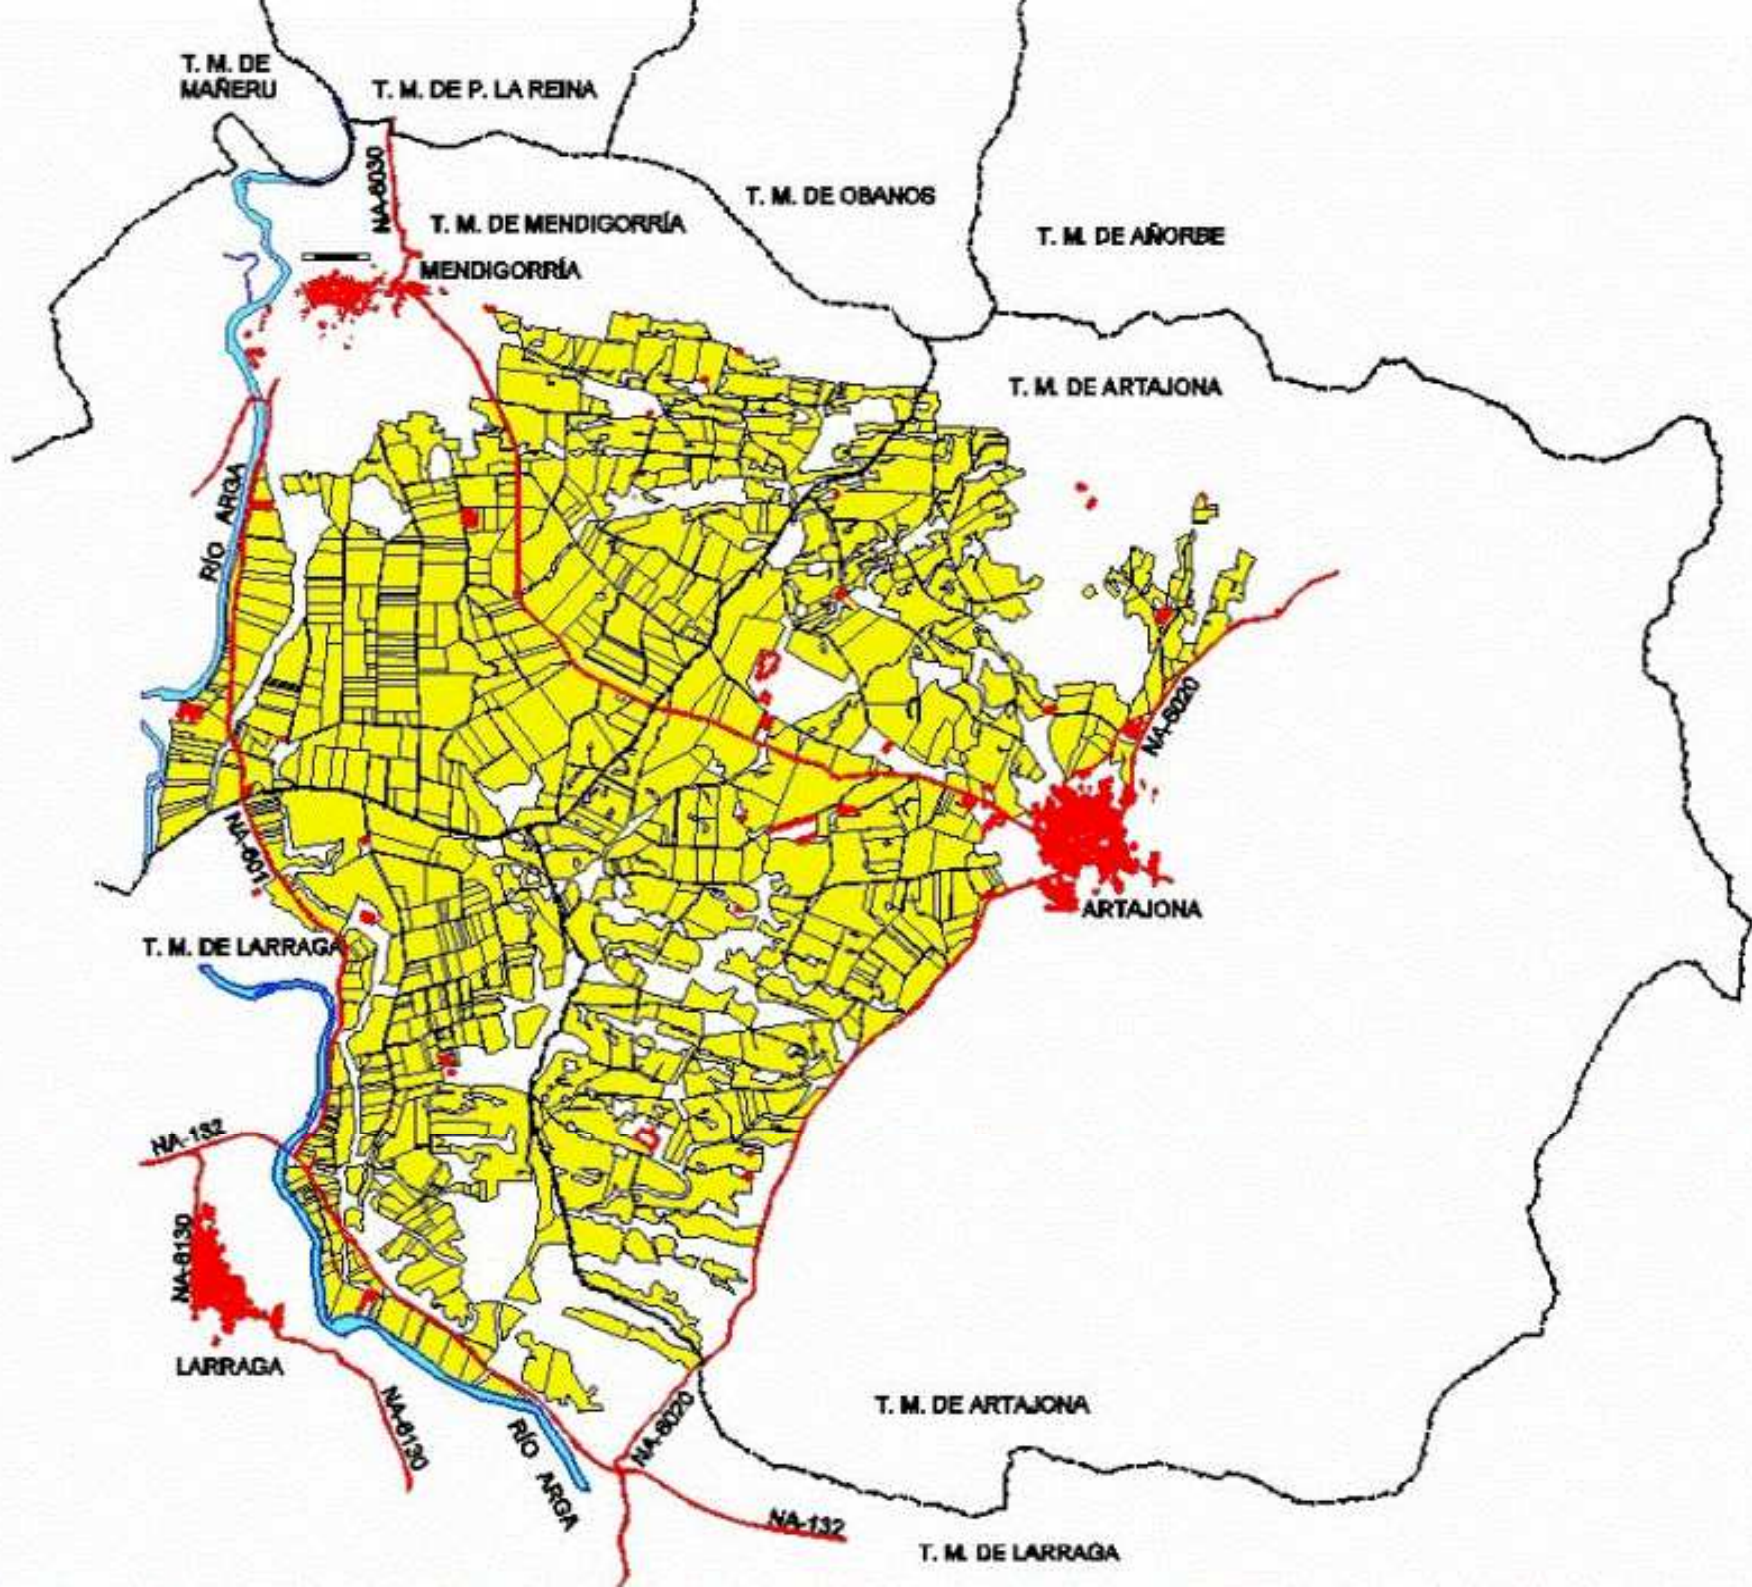 T. M. DE
MAÑERU
T. M. DE P. LA REINA
NA-6030
T. M. DE OBANOS
T. M. DE MENDIGORRÍA
T. M. DE AÑORBE
MENDIGORRÍA
T. M. DE ARTAJONA
RÍO ARGA
NA-6020
NA-601
ARTAJONA
T. M. DE LARRAGA
NA-132
NA-6130
LARRAGA
NA-6130
RÍO ARGA
NA-6020
T. M. DE ARTAJONA
NA-132
T. M. DE LARRAGA